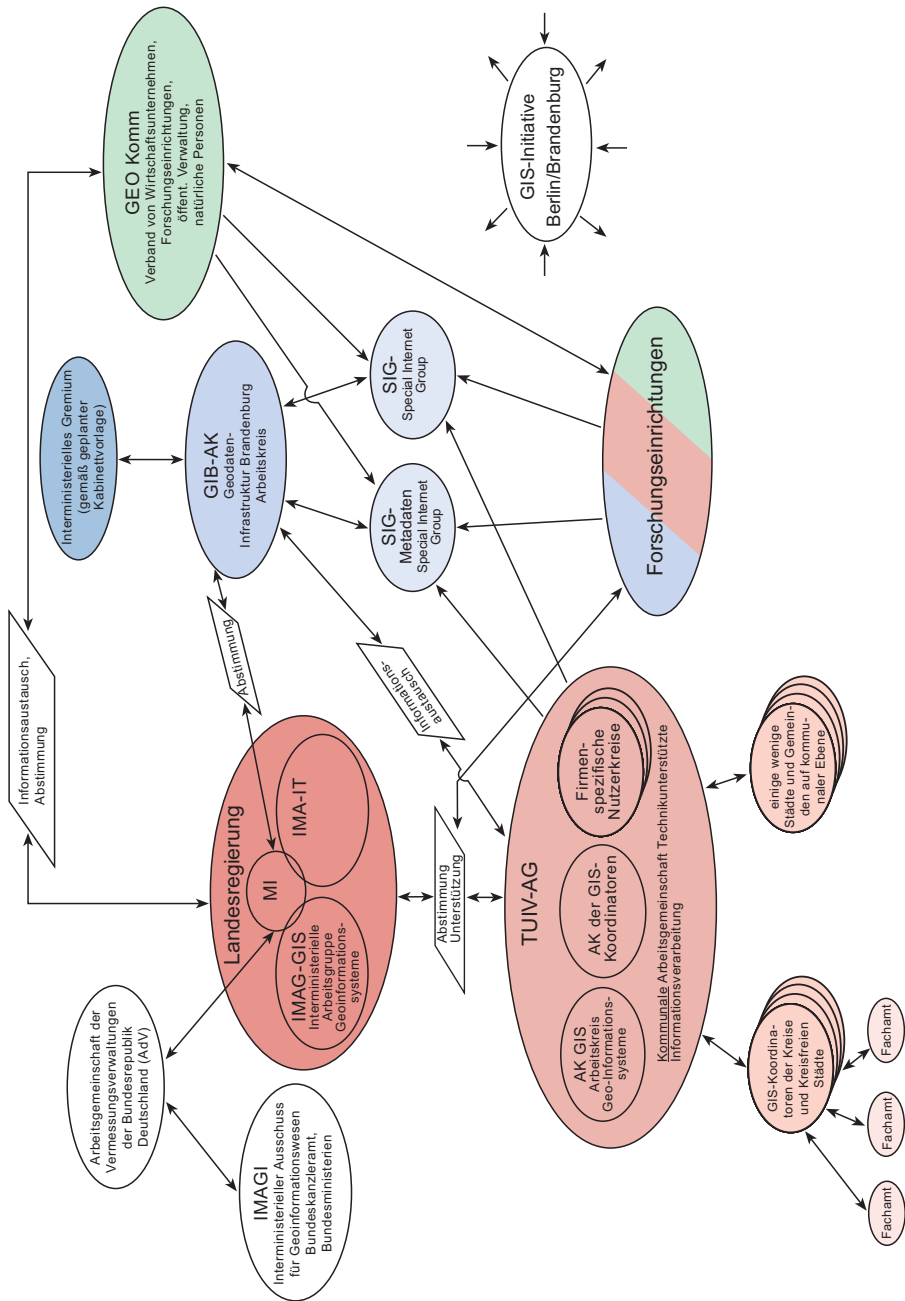 Arbeitsgemeinschaft der
Vermessungsverwaltungen
der Bundesrepublik
Deutschland (AdV)
IMAGI
Interministerieller Ausschuss
für Geoinformationswesen
Bundeskanzleramt,
Bundesministerien
Informationsaustausch,
Abstimmung
Landesregierung
MI
IMA-IT
IMAG-GIS
Interministerielle
Arbeitsgruppe
Geoinformations-
systeme
Abstimmung
Interministerielles Gremium
(gemäß geplanter
Kabinettvorlage)
GIB-AK
Geodaten-
Infrastruktur Brandenburg
Arbeitskreis
GEO Komm
Verband von Wirtschaftsunternehmen,
Forschungseinrichtungen,
öffent. Verwaltung,
natürliche Personen
Informations-
austausch
Abstimmung
Unterstützung
SIG-
Metadaten
Special Internet
Group
SIG-
Special Internet
Group
GIS-Initiative
Berlin/Brandenburg
TUIV-AG
AK GIS
Arbeitskreis
Geo-Informations-
systeme
AK der GIS-
Koordinatoren
Firmen-
spezifische
Nutzerkreise
Kommunale Arbeitsgemeinschaft Technikunterstützte
Informationsverarbeitung
Forschungseinrichtungen
GIS-Koordina-
toren der Kreise
und Kreisfreien
Städte
einige wenige
Städte und Gemein-
den auf kommu-
naler Ebene
Fachamt
Fachamt
Fachamt